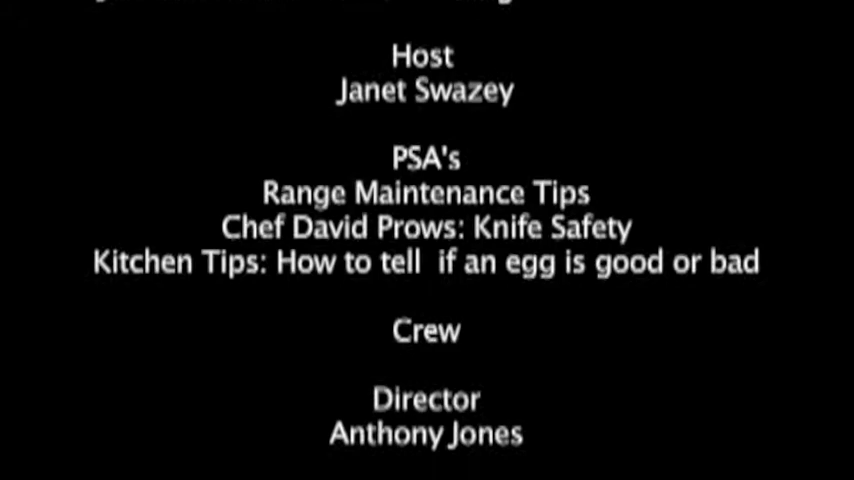 Host
Janet Swazey
PSA's
Range Maintenance Tips
Chef David Prows: Knife Safety
Kitchen Tips: How to tell  if an egg is good or bad
Crew
Director
Anthony Jones